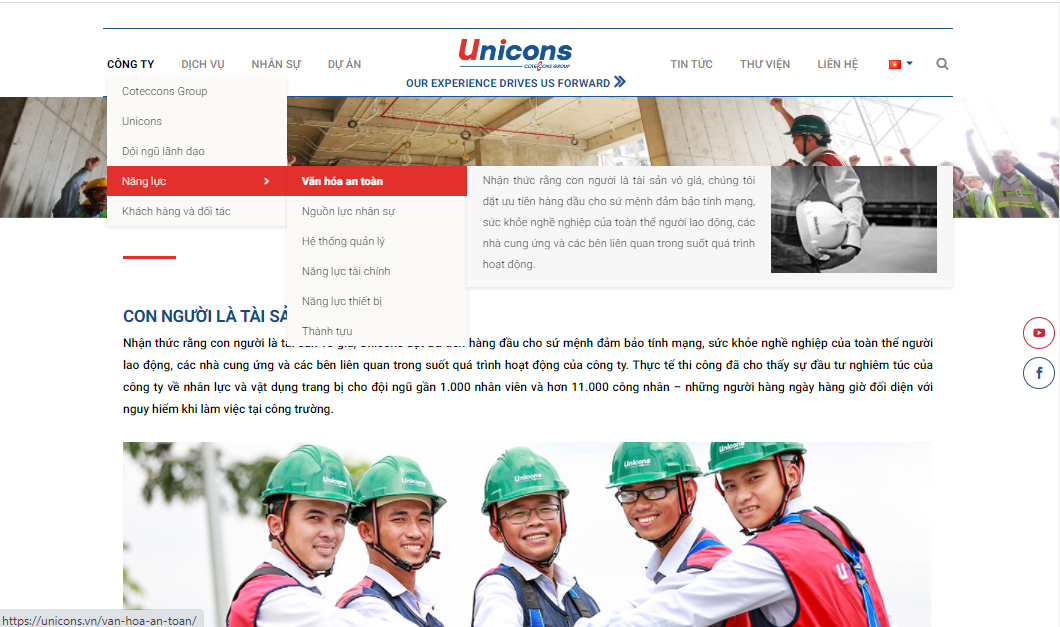 CÔNG TY
DỊCH VỤ
NHÂN SỰ
DỰ ÁN
Unicons
COTECCONS GROUP
OUR EXPERIENCE DRIVES US FORWARD
TIN TỨC
THƯ VIỆN
LIÊN HỆ
Coteccons Group
Unicons
Đội ngũ lãnh đạo
Năng lực
Khách hàng và đối tác
Văn hóa an toàn
Nguồn lực nhân sự
Hệ thống quản lý
Năng lực tài chính
Năng lực thiết bị
Thành tựu
Nhận thức rằng con người là tài sản vô giá, chúng tôi
đặt ưu tiên hàng đầu cho sứ mệnh đảm bảo tính mạng,
sức khỏe nghề nghiệp của toàn thể người lao động, các
nhà cung ứng và các bên liên quan trong suốt quá trình
hoạt động.
CON NGƯỜI LÀ TÀI SẢ
Nhận thức rằng con người là tài sản vô giá, Unicons đặt ưu tiên hàng đầu cho sứ mệnh đảm bảo tính mạng, sức khỏe nghề nghiệp của toàn thể người
lao động, các nhà cung ứng và các bên liên quan trong suốt quá trình hoạt động của công ty. Thực tế thi công đã cho thấy sự đầu tư nghiêm túc của
công ty về nhân lực và vật dụng trang bị cho đội ngũ gần 1.000 nhân viên và hơn 11.000 công nhân – những người hàng ngày hàng giờ đối diện với
nguy hiểm khi làm việc tại công trường.
Unicons
Unicons
Unicons
Unicons
Unicons
https://unicons.vn/van-hoa-an-toan/